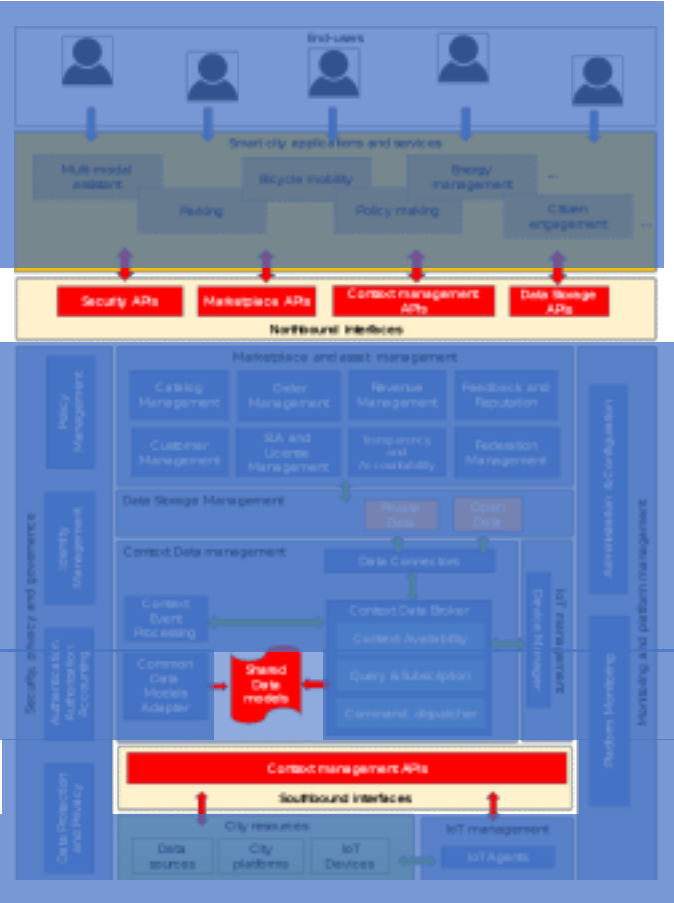 End-users
Smart city applications and services
Multi-modal
assistant
Bicycle mobility
Energy
management
...
Parking
Policy making
Citizen
engagement
...
Security APIs
Marketplace APIs
Context management
APIs
Data Storage
APIs
Northbound interfaces
Marketplace and asset management
Catalog
Management
Order
Management
Revenue
Management
Feedback and
Reputation
Customer
Management
SLA and
License
Management
Transparency
and
Accountability
Federation
Management
Data Storage Management
Private
Data
Open
Data
Context Data management
Data Connectors
Context
Event
Processing
Context Data Broker
Context Availability
Query & Subscription
Command dispatcher
Common
Data
Models
Adapter
Shared
Data
models
Device Manager
IoT management
Security, privacy and governance
Policy
Management
Identity
Management
Authentication
Authorization
Accounting
Data Protection
and Privacy
Administration & Configuration
Platform Monitoring
Monitoring and platform management
Context management APIs
Southbound interfaces
City resources
Data
sources
City
platforms
IoT
Devices
IoT management
IoT Agents